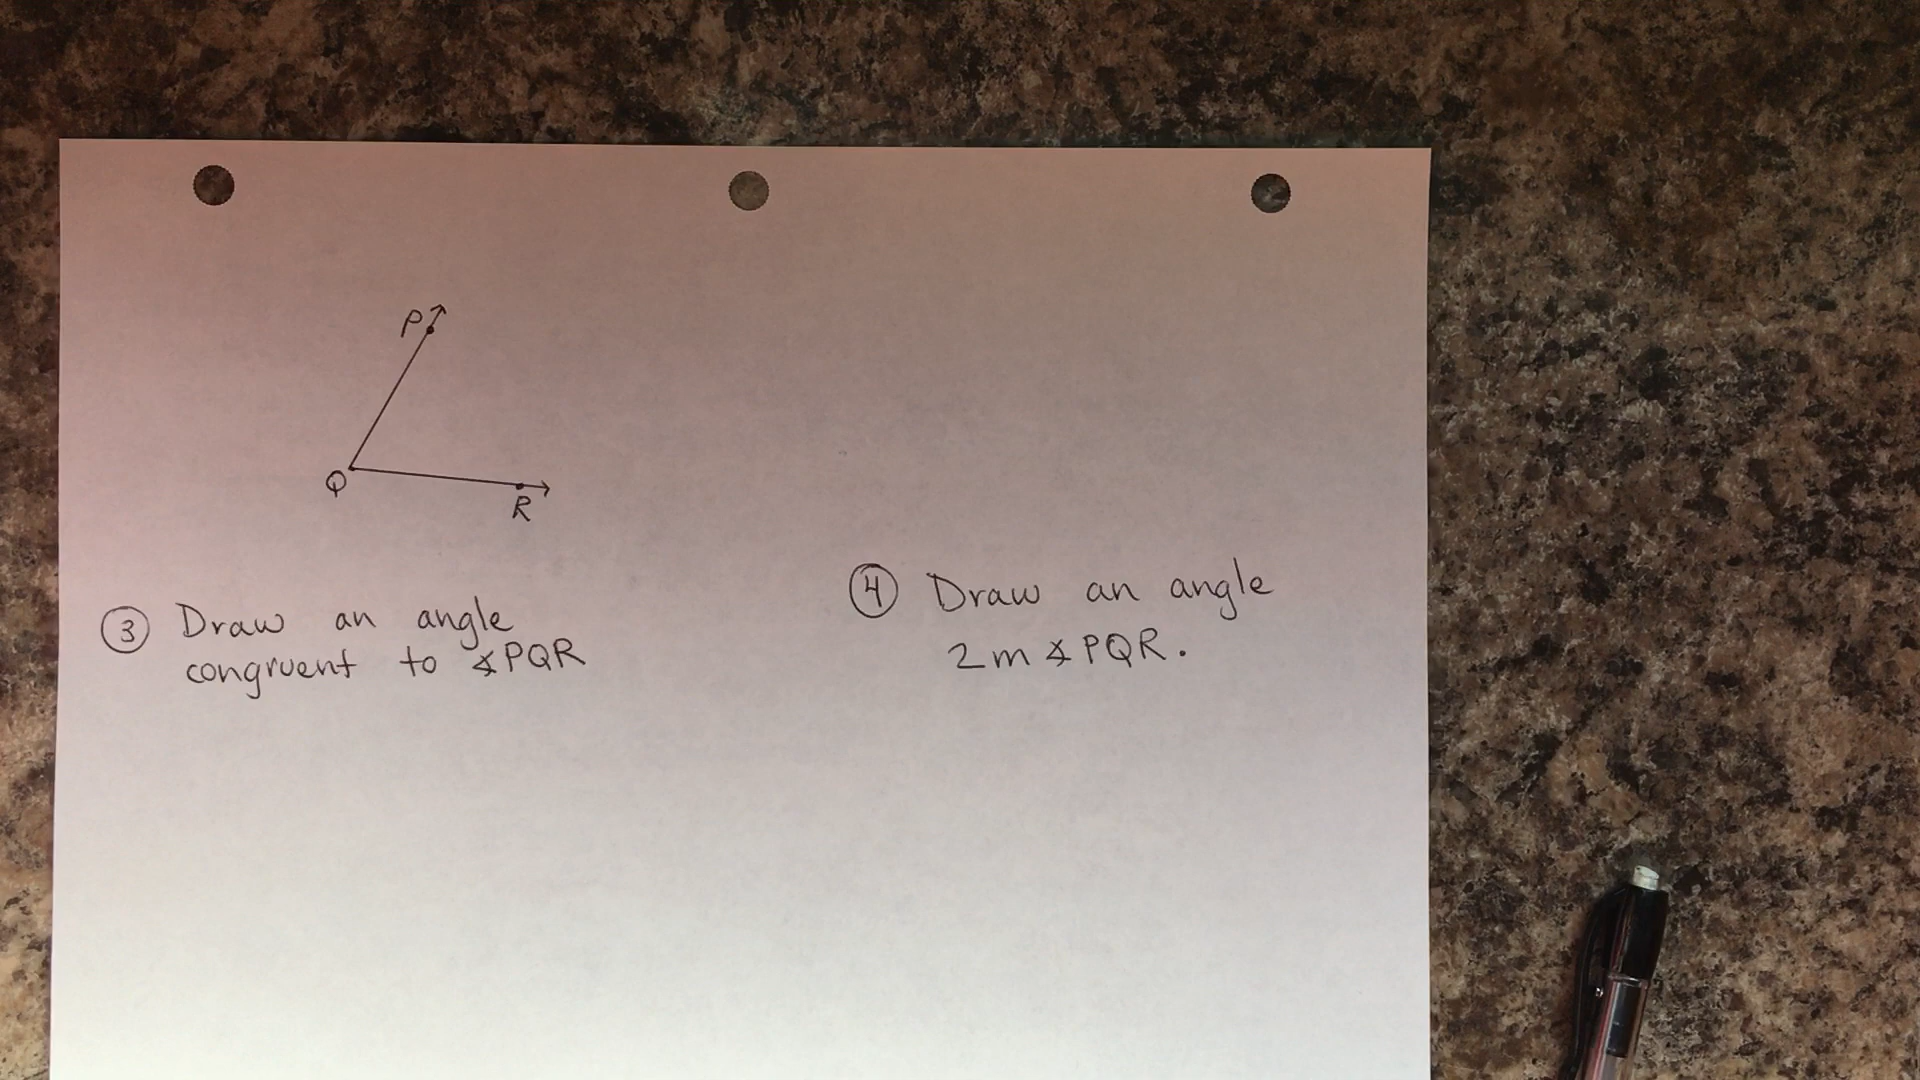 P
Q
R
3 Draw an angle
congruent to ∡PQR
4 Draw an angle
2m∡PQR.